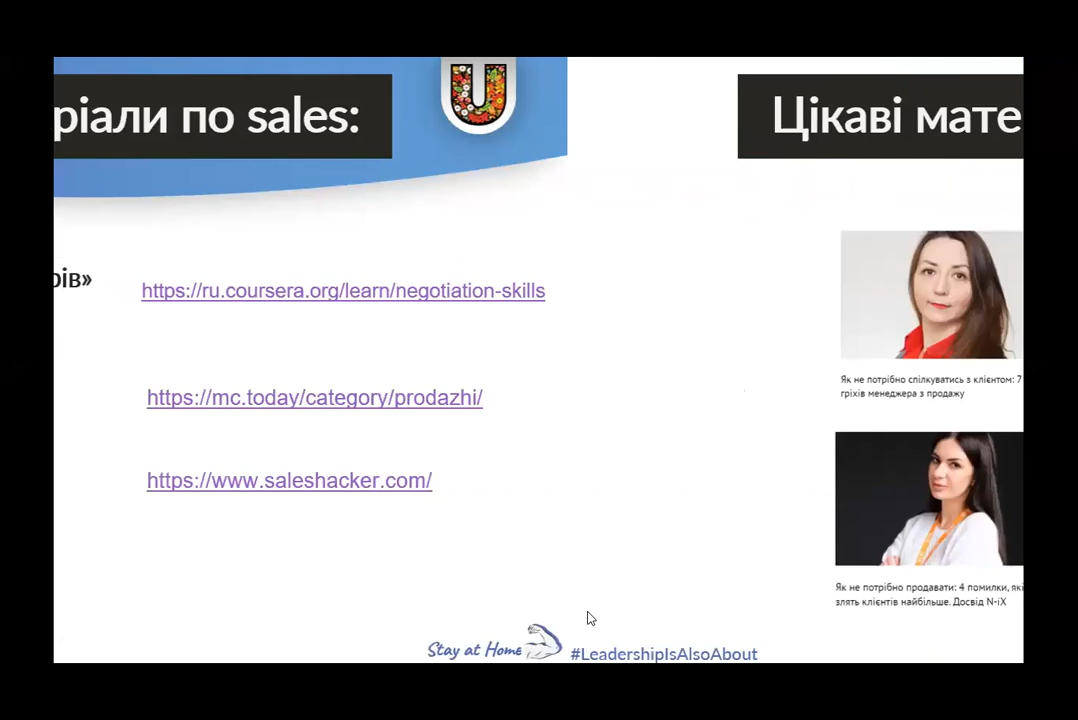 ріали по sales:
U
Цікаві мате
рів»
https://ru.coursera.org/learn/negotiation-skills
https://mc.today/category/prodazhi/
https://www.saleshacker.com/
Як не потрібно спілкуватись з клієнтом: 7
гріхів менеджера з продажу
Як не потрібно продавати: 4 помилки, які
злять клієнтів найбільше. Досвід N-iX
Stay at Home
#LeadershipIsAlsoAbout